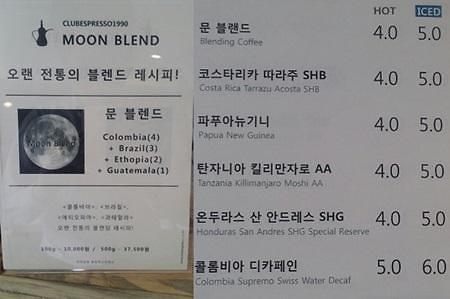 CLUBESPRESSO1990
MOON BLEND
오랜 전통의 블렌드 레시피!
Moon Blend
문 블렌드
Colombia(4)
+ Brazil(3)
+ Ethopia(2)
+ Guatemala(1)
<콜롬비아>, <브라질>,
<에티오피아>, <과테말라>
오랜 전통의 블렌딩 레시피!
100g - 10,000원 / 500g - 37,500원
HOT ICED
문 블랜드 4.0 5.0
Blending Coffee
코스타리카 따라주 SHB 4.0 5.0
Costa Rica Tarrazu Acosta SHB
파푸아뉴기니 4.0 5.0
Papua New Guinea
탄자니아 킬리만자로 AA 4.0 5.0
Tanzania Killimanjaro Moshi AA
온두라스 산 안드레스 SHG 4.0 5.0
Honduras San Andres SHG Special Reserve
콜롬비아 디카페인 5.0 6.0
Colombia Supremo Swiss Water Decaf